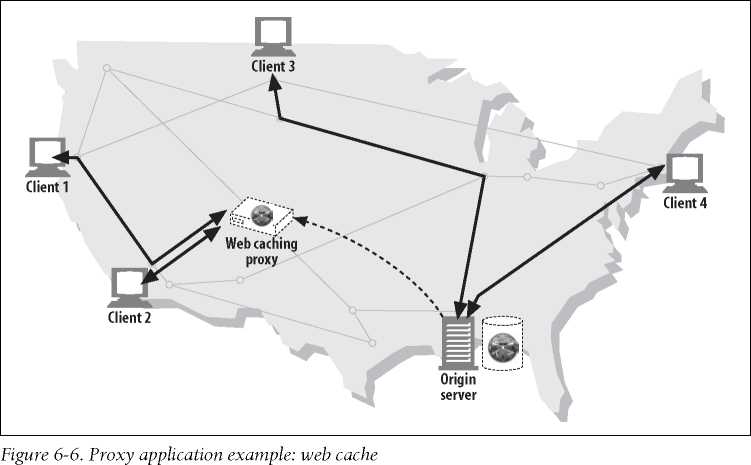 Client 3
Client 1
Client 4
Web caching
proxy
Client 2
Origin
server
Figure 6-6. Proxy application example: web cache